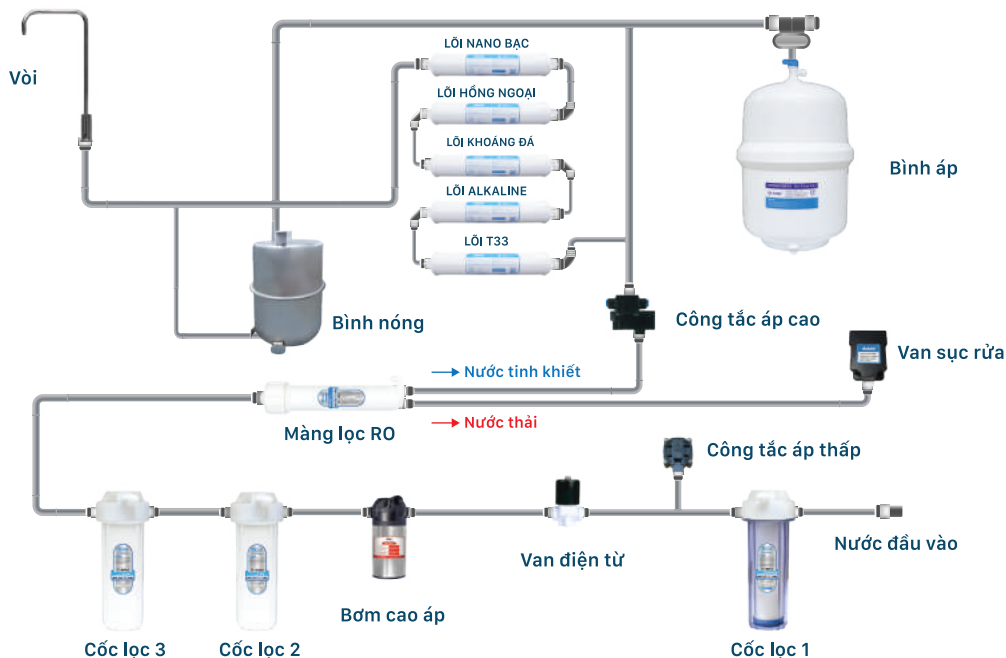 LÕI NANO BẠC
Vòi
LÕI HỒNG NGOẠI
LÕI KHOÁNG ĐÁ
Bình áp
LÕI ALKALINE
LÕI T33
Bình nóng
Công tắc áp cao
Van sục rửa
Nước tinh khiết
Màng lọc RO
Nước thải
Công tắc áp thấp
Van điện từ
Nước đầu vào
Bơm cao áp
Cốc lọc 3
Cốc lọc 2
Cốc lọc 1